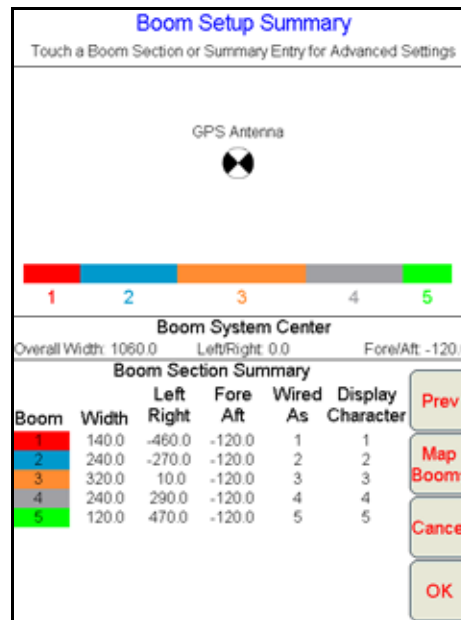 Boom Setup Summary
Touch a Boom Section or Summary Entry for Advanced Settings
GPS Antenna
1 2 3 4 5
Boom System Center
Overall Width: 1060.0 Left/Right: 0.0 Fore/Aft: -120.
Boom Section Summary
Boom Width Left Right Fore Aft Wired As Display Character
1 140.0 -460.0 -120.0 1 1
2 240.0 -270.0 -120.0 2 2
3 320.0 10.0 -120.0 3 3
4 240.0 290.0 -120.0 4 4
5 120.0 470.0 -120.0 5 5
Prev
Map
Booms
Cance
OK